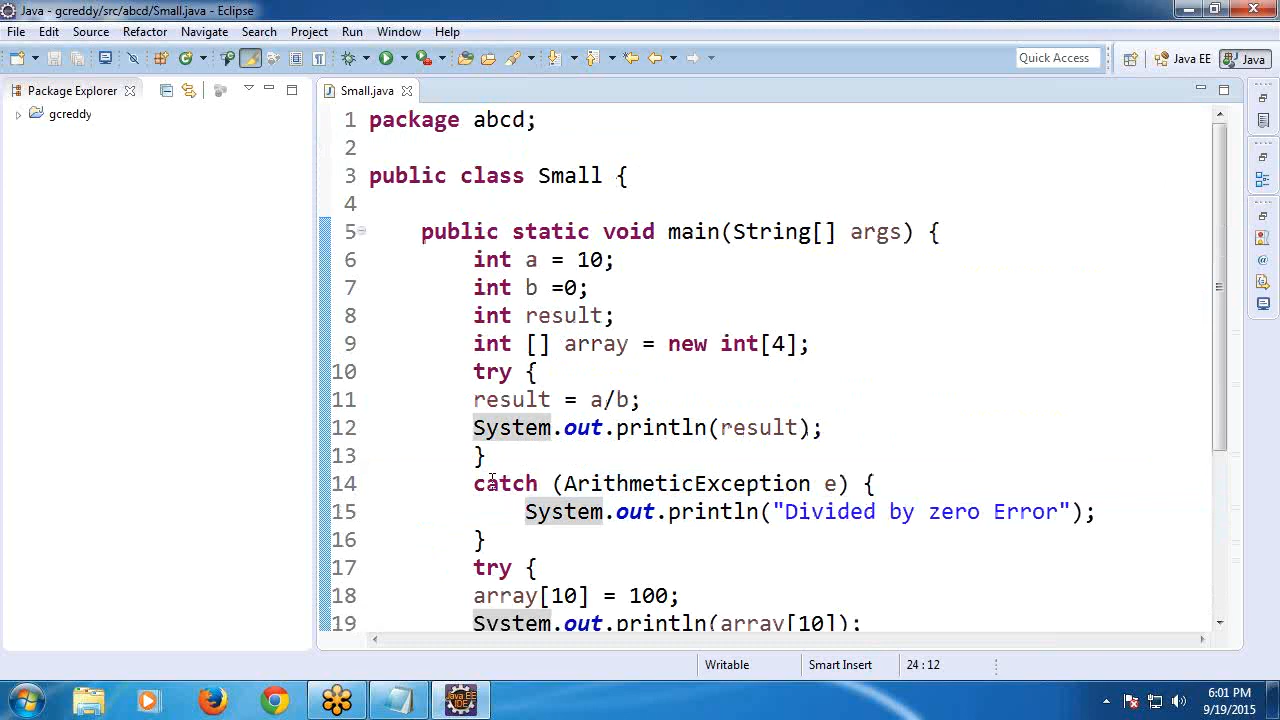 Java - gcreddy/src/abcd/Small.java - Eclipse
File Edit Source Refactor Navigate Search Project Run Window Help
Quick Access Java EE Java
Package Explorer
gcreddy
Small.java
1 package abcd;
2
3 public class Small {
4
5 public static void main(String[] args) {
6 int a = 10;
7 int b =0;
8 int result;
9 int [] array = new int[4];
10 try {
11 result = a/b;
12 System.out.println(result);
13 }
14 catch (ArithmeticException e) {
15 System.out.println("Divided by zero Error");
16 }
17 try {
18 array[10] = 100;
19 System.out.println(array[10]);
Writable Smart Insert 24 : 12
Java EE
IDE
6:01 PM
9/19/2015